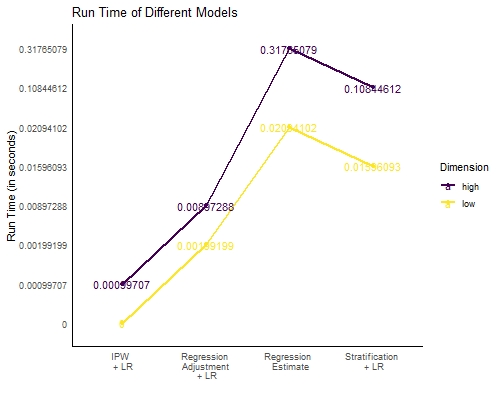 Run Time of Different Models
Run Time (in seconds)
0.31765079
0.10844612
0.02094102
0.01596093
0.00897288
0.00199199
0.00099707
0
0.31765079
0.10844612
0.02094102
0.01596093
0.00897288
0.00199199
0.00099707
0
IPW
+ LR
Regression
Adjustment
+ LR
Regression
Estimate
Stratification
+ LR
Dimension
a high
a low